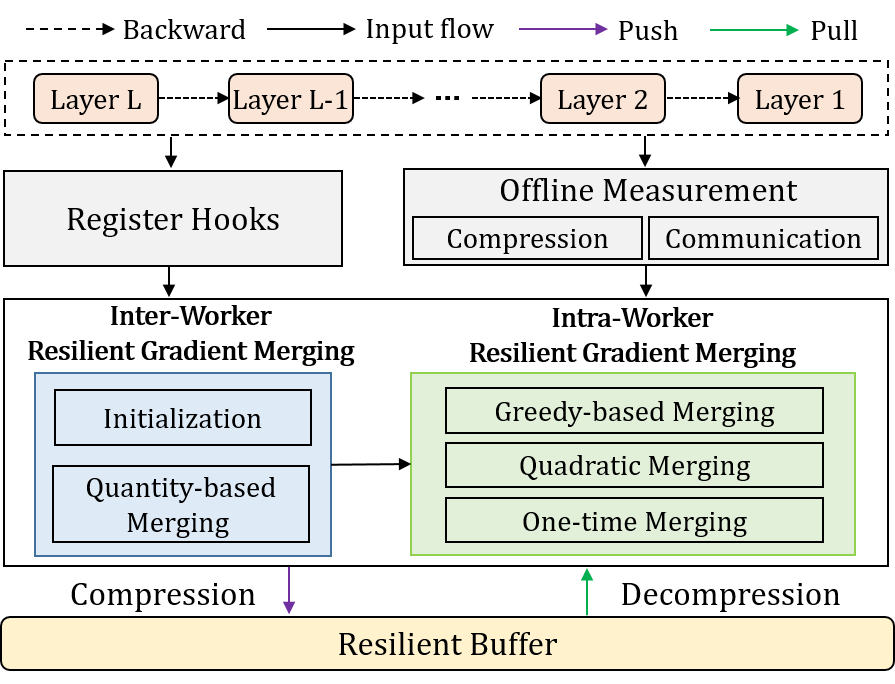 Backward Input flow Push Pull
Layer L Layer L-1 ... Layer 2 Layer 1
Register Hooks
Offline Measurement
Compression Communication
Inter-Worker
Resilient Gradient Merging
Initialization
Quantity-based
Merging
Intra-Worker
Resilient Gradient Merging
Greedy-based Merging
Quadratic Merging
One-time Merging
Compression Decompression
Resilient Buffer